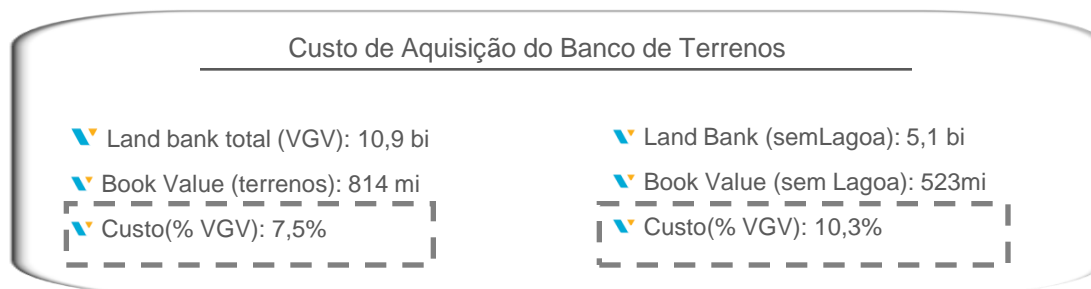 Custo de Aquisição do Banco de Terrenos
Land bank total (VGV): 10,9 bi
Book Value (terrenos): 814 mi
Custo(% VGV): 7,5%
Land Bank (semLagoa): 5,1 bi
Book Value (sem Lagoa): 523mi
Custo(% VGV): 10,3%